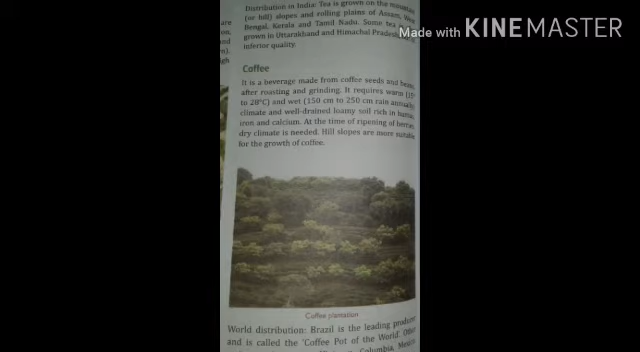 Made with KINEMASTER
Distribution in India: Tea is grown on the mountain
(or hill) slopes and rolling plains of Assam, West
Bengal, Kerala and Tamil Nadu. Some tea
grown in Uttarakhand and Himachal Pradesh
inferior quality.
Coffee
It is a beverage made from coffee seeds and beans,
after roasting and grinding. It requires warm (15°
to 28°C) and wet (150 cm to 250 cm rain annually)
climate and well-drained loamy soil rich in humus,
iron and calcium. At the time of ripening of berries
dry climate is needed. Hill slopes are more suitable
for the growth of coffee.
Coffee plantation
World distribution: Brazil is the leading producer
and is called the 'Coffee Pot of the World'. Other
Columbia, Mexico